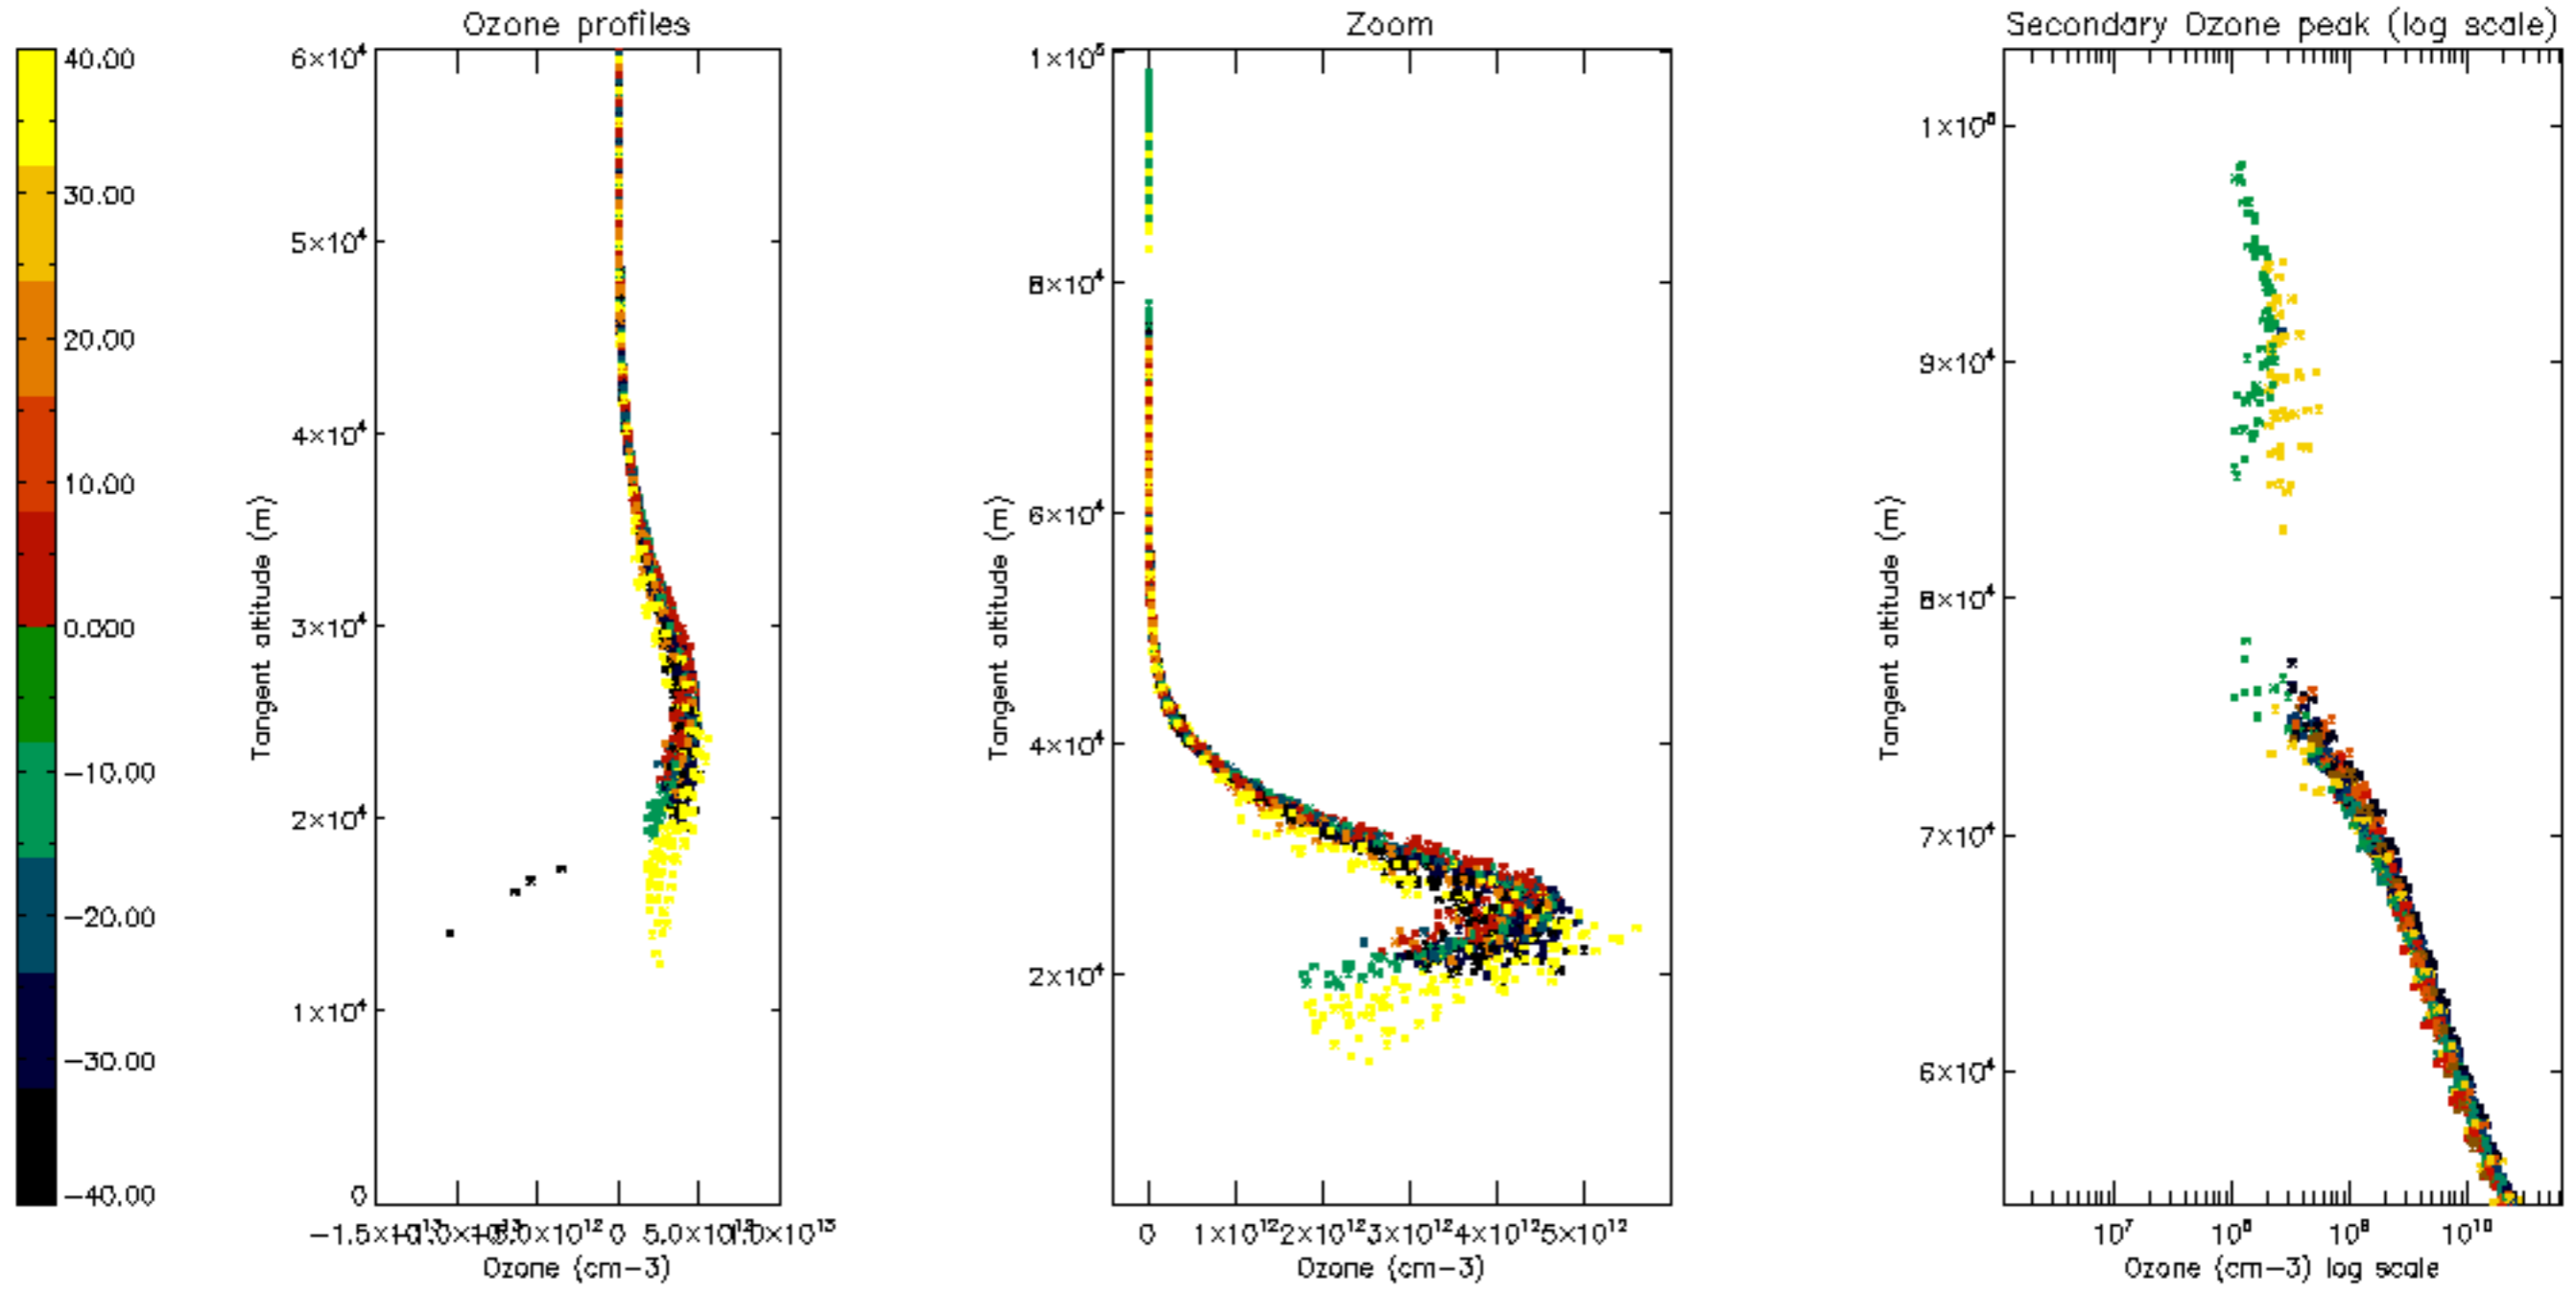 Ozone profiles
Zoom
Secondary Ozone peak (log scale)
40.00
30.00
20.00
10.00
0.000
−10.00
−20.00
−30.00
−40.00
6×10⁴
5×10⁴
4×10⁴
3×10⁴
2×10⁴
1×10⁴
0
Tangent altitude (m)
0 5.0×10¹²
Ozone (cm−3)
1×10⁵
8×10⁴
6×10⁴
4×10⁴
2×10⁴
Tangent altitude (m)
0 1×10¹² 2×10¹² 3×10¹² 4×10¹² 5×10¹²
Ozone (cm−3)
1×10⁵
9×10⁴
8×10⁴
7×10⁴
6×10⁴
Tangent altitude (m)
10⁷ 10⁸ 10⁹ 10¹⁰
Ozone (cm−3) log scale